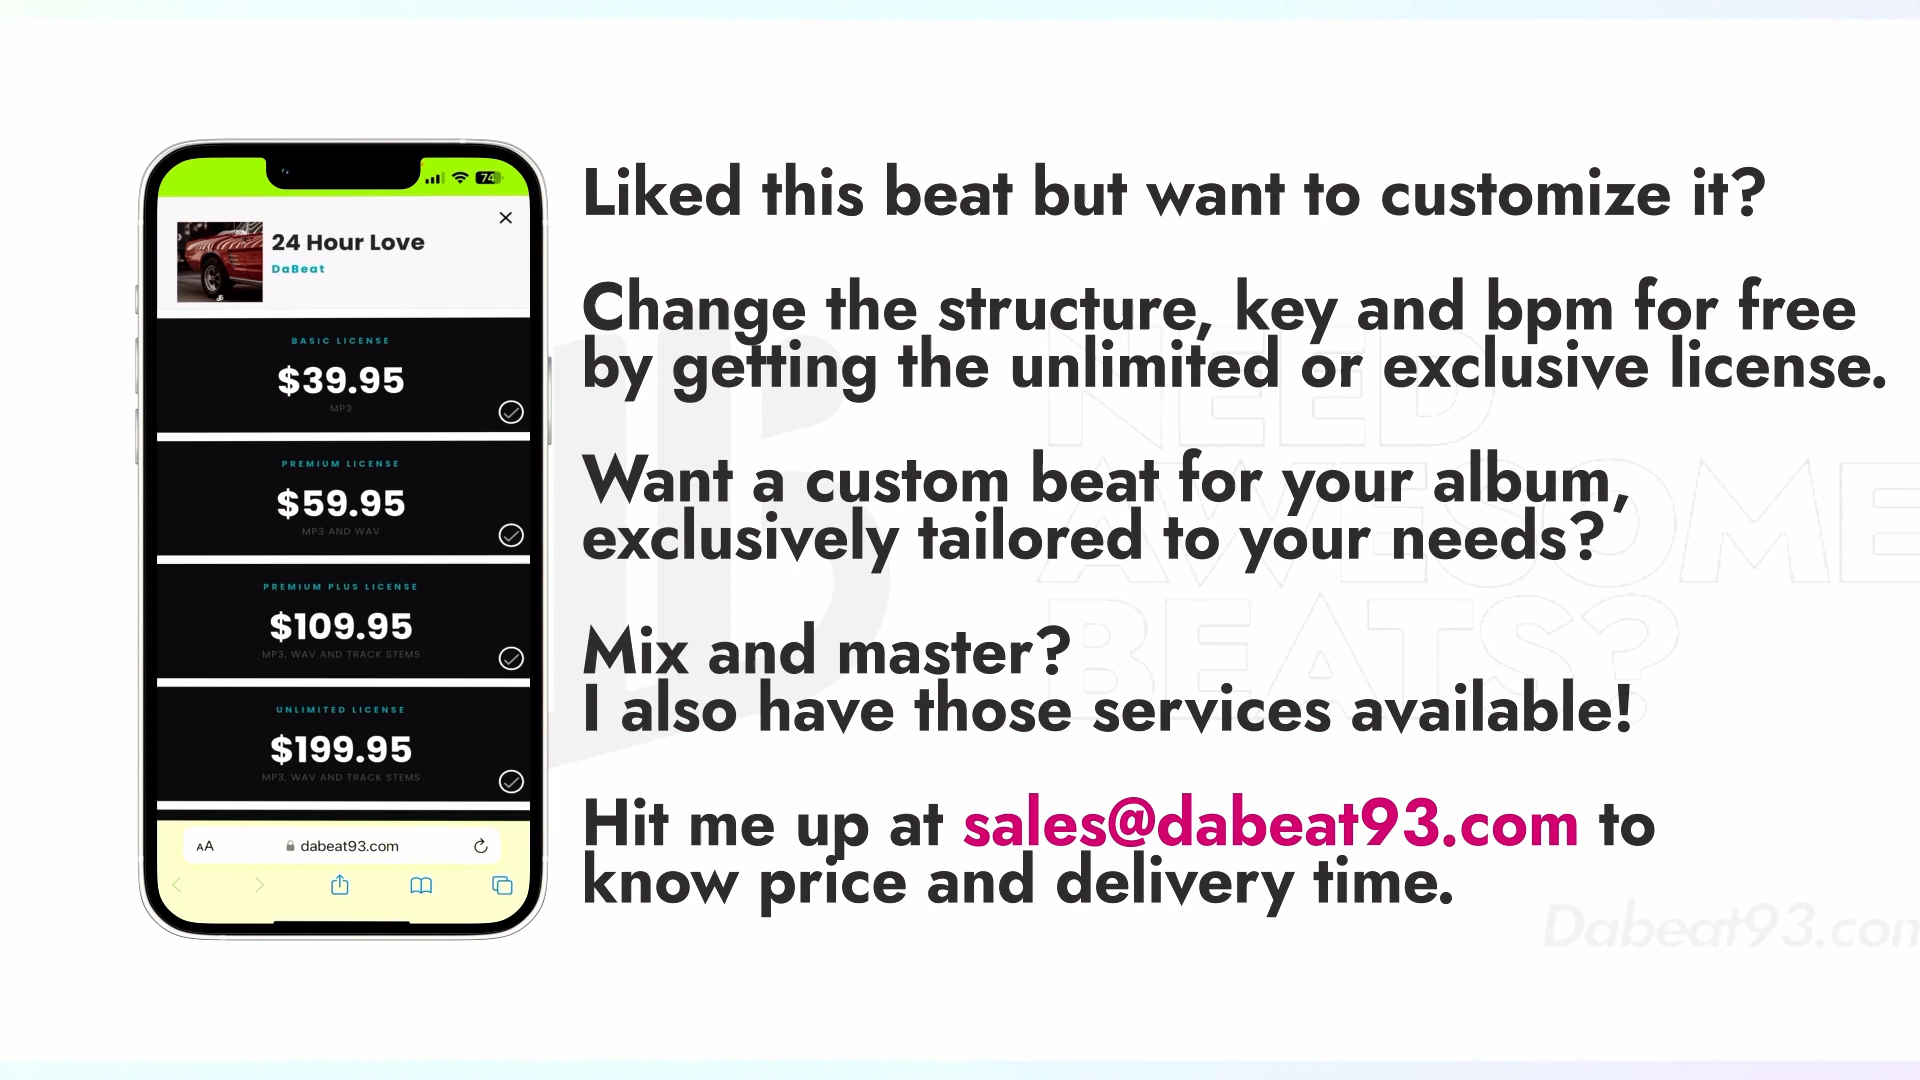 74
24 Hour Love
DaBeat
BASIC LICENSE
$39.95
MP3
PREMIUM LICENSE
$59.95
MP3 AND WAV
PREMIUM PLUS LICENSE
$109.95
MP3, WAV AND TRACK STEMS
UNLIMITED LICENSE
$199.95
MP3, WAV AND TRACK STEMS
AA
dabeat93.com
Liked this beat but want to customize it?
Change the structure, key and bpm for free
by getting the unlimited or exclusive license.
Want a custom beat for your album,
exclusively tailored to your needs?
Mix and master?
I also have those services available!
Hit me up at sales@dabeat93.com to
know price and delivery time.
NEED
AWESOME
BEATS?
Dabeat93.com